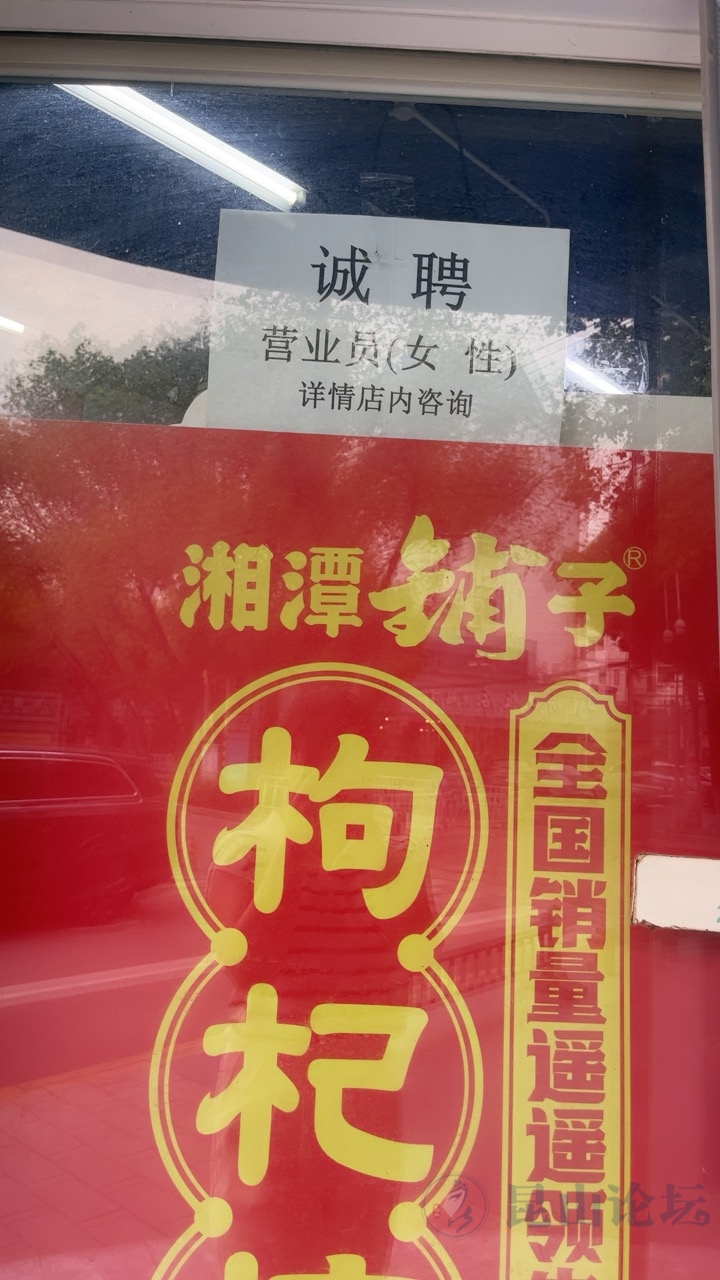 诚 聘
营业员(女 性)
详情店内咨询
湘潭铺子®
枸
杞
全国销量遥遥领
昆山论坛